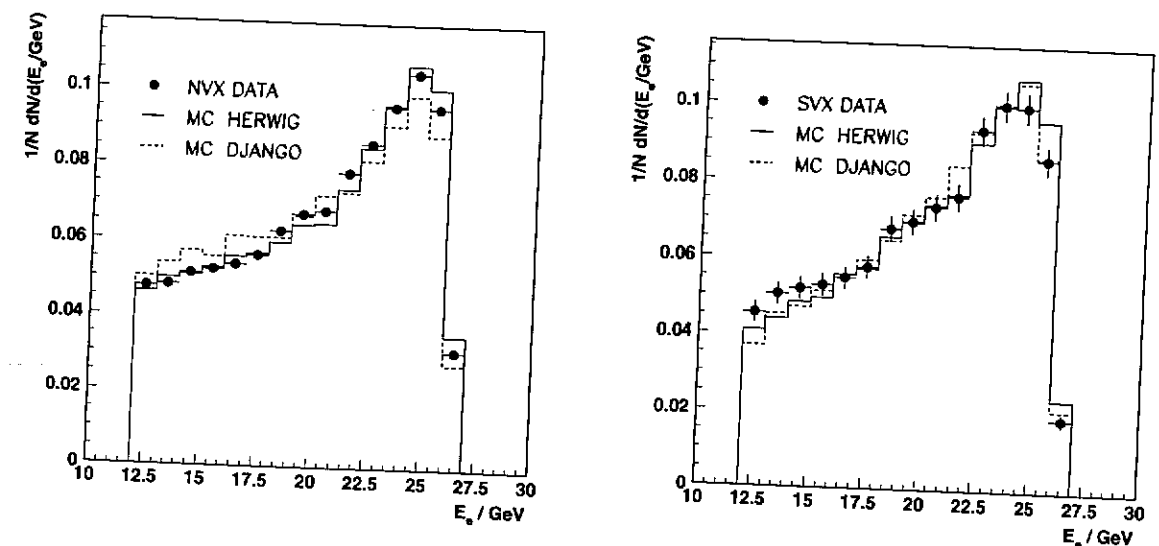 1/N dN/d(E_e/GeV)
0.1
0.08
0.06
0.04
0.02
0
NVX DATA
MC HERWIG
MC DJANGO
10 12.5 15 17.5 20 22.5 25 27.5 30
E_e / GeV
1/N dN/d(E_e/GeV)
0.1
0.08
0.06
0.04
0.02
0
SVX DATA
MC HERWIG
MC DJANGO
10 12.5 15 17.5 20 22.5 25 27.5 30
E_e / GeV